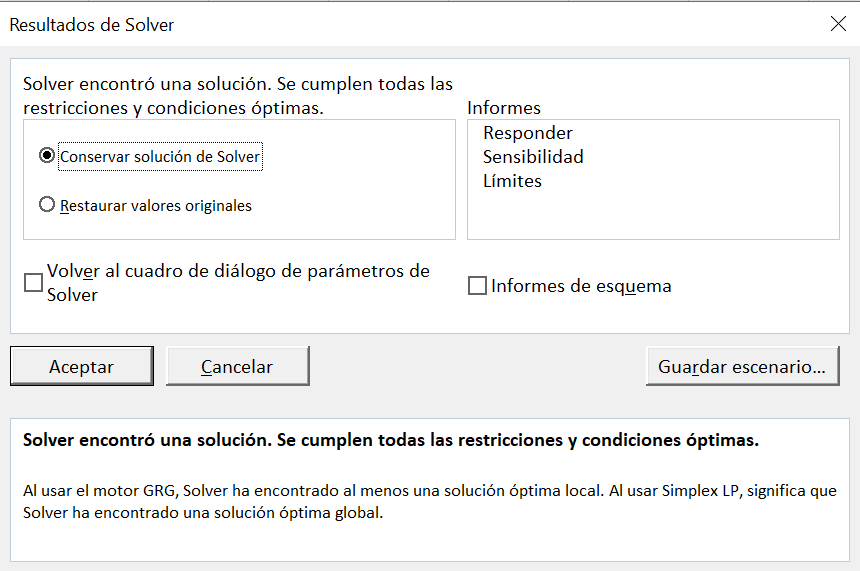 Resultados de Solver
Solver encontró una solución. Se cumplen todas las
restricciones y condiciones óptimas.
Conservar solución de Solver
Restaurar valores originales
Informes
Responder
Sensibilidad
Límites
Volver al cuadro de diálogo de parámetros de
Solver
Informes de esquema
Aceptar
Cancelar
Guardar escenario...
Solver encontró una solución. Se cumplen todas las restricciones y condiciones óptimas.
Al usar el motor GRG, Solver ha encontrado al menos una solución óptima local. Al usar Simplex LP, significa que
Solver ha encontrado una solución óptima global.